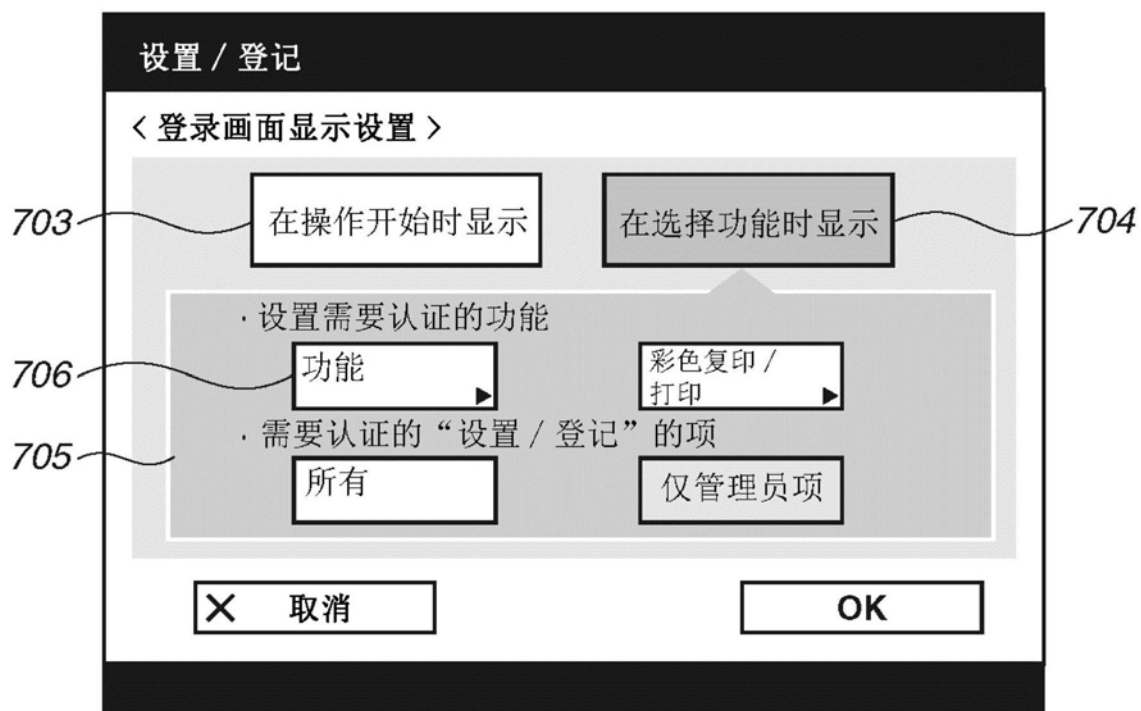 设置 / 登记
< 登录画面显示设置 >
703 在操作开始时显示 在选择功能时显示 704
· 设置需要认证的功能
706 功能 ▶ 彩色复印 /
打印 ▶
· 需要认证的“设置 / 登记”的项
705 所有 仅管理员项
✕ 取消 OK